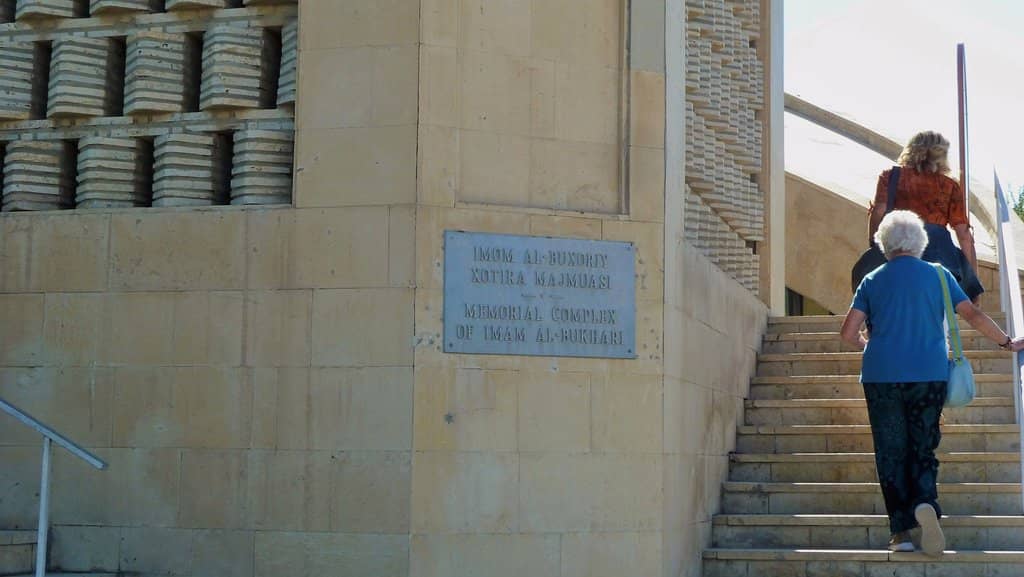 IMOM AL-BUXORIY
XOTIRA MAJMUASI
MEMORIAL COMPLEX
OF IMAM AL-BUKHARI